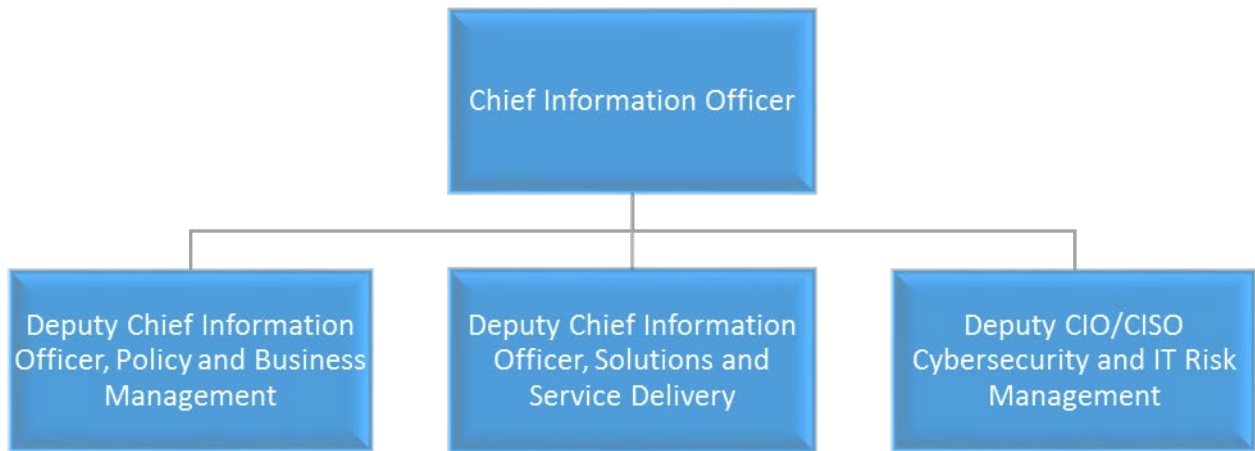 Chief Information Officer
Deputy Chief Information
Officer, Policy and Business
Management
Deputy Chief Information
Officer, Solutions and
Service Delivery
Deputy CIO/CISO
Cybersecurity and IT Risk
Management